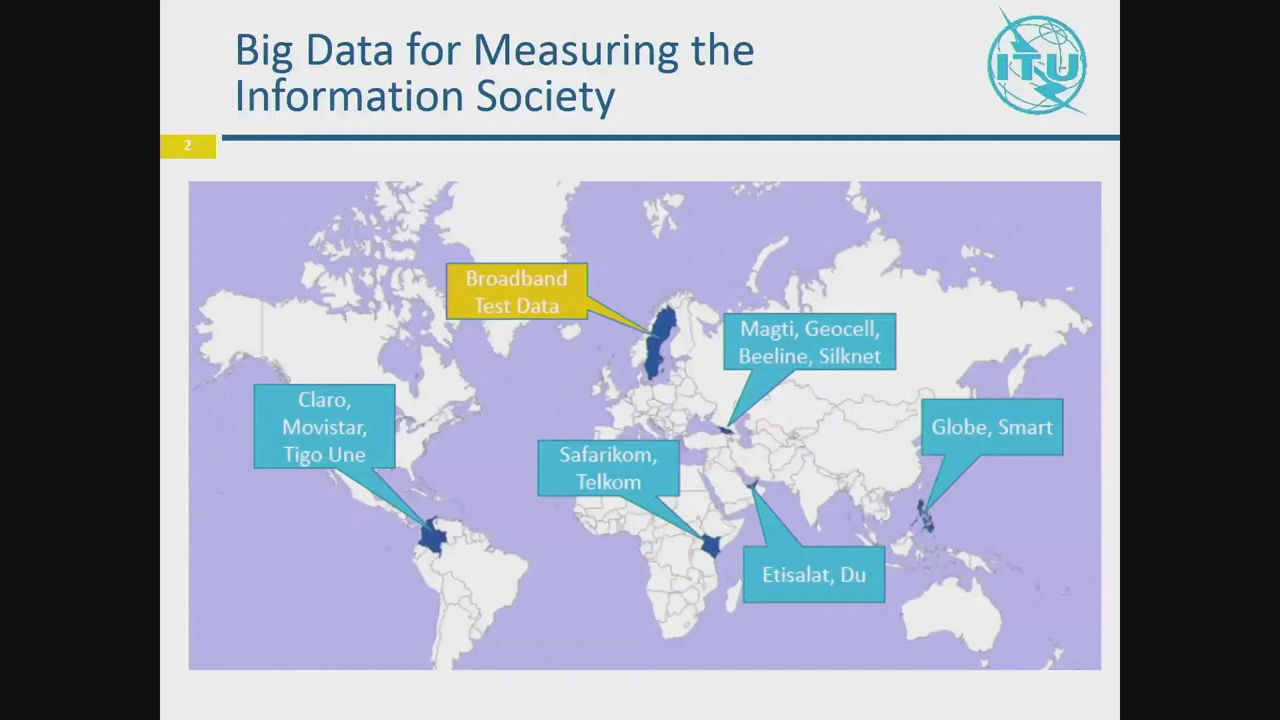 Big Data for Measuring the
Information Society
ITU
2
Broadband
Test Data
Magti, Geocell,
Beeline, Silknet
Claro,
Movistar,
Tigo Une
Globe, Smart
Safarikom,
Telkom
Etisalat, Du